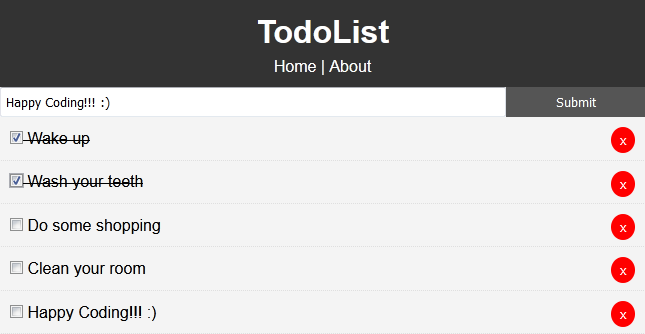 TodoList
Home | About
Happy Coding!!! :) Submit
Wake up x
Wash your teeth x
Do some shopping x
Clean your room x
Happy Coding!!! :) x